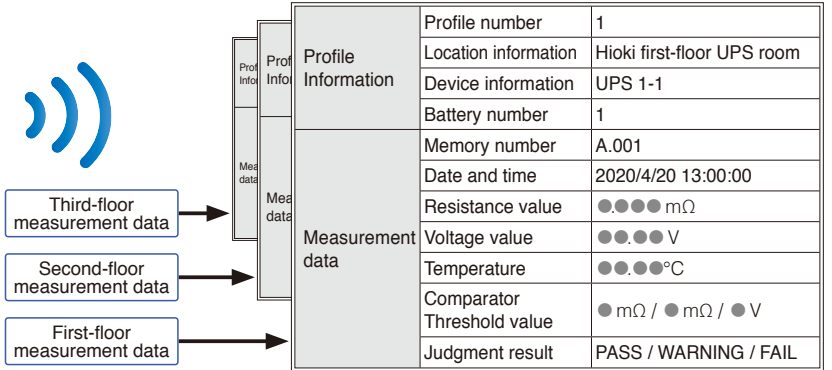 Profile Information
Profile number 1
Location information Hioki first-floor UPS room
Device information UPS 1-1
Battery number 1
Measurement data
Memory number A.001
Date and time 2020/4/20 13:00:00
Resistance value ●.●●● mΩ
Voltage value ●●.●● V
Temperature ●●.●●°C
Comparator
Threshold value ● mΩ / ● mΩ / ● V
Judgment result PASS / WARNING / FAIL
Prof
Infor
Mea
data
Prof
Infor
Mea
data
Third-floor
measurement data
Second-floor
measurement data
First-floor
measurement data